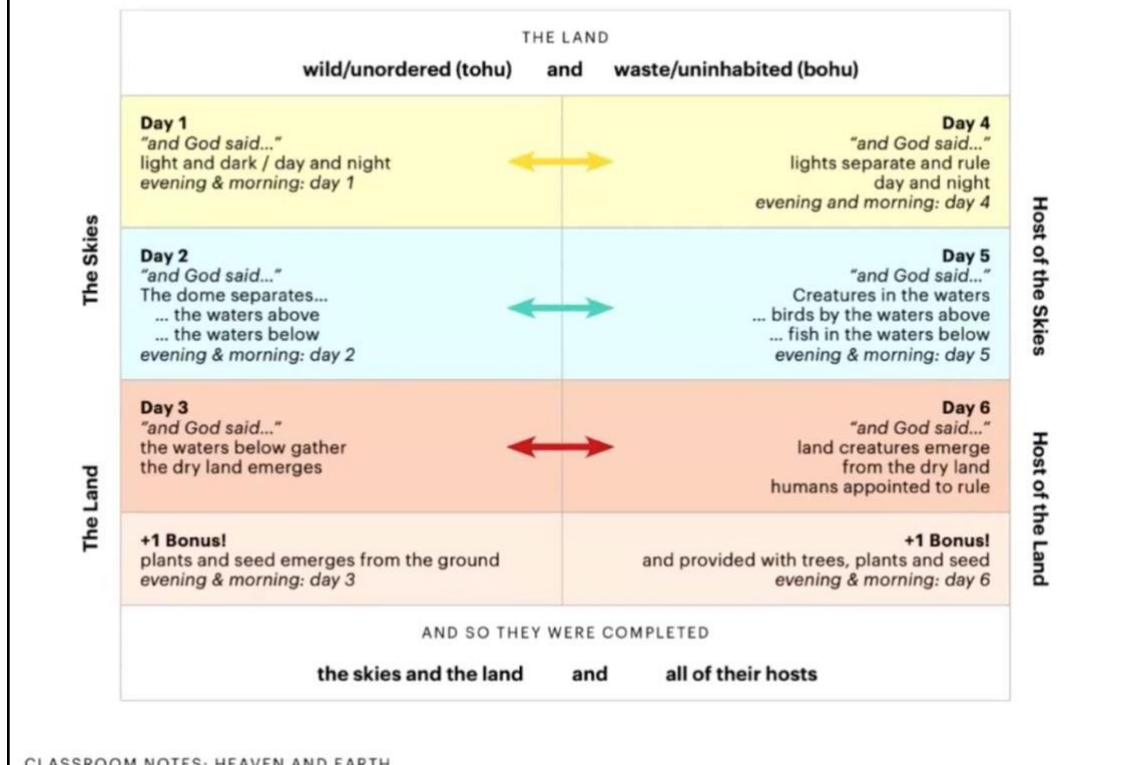 THE LAND
wild/unordered (tohu) and waste/uninhabited (bohu)
The Skies
Day 1
"and God said..."
light and dark / day and night
evening & morning: day 1
Day 4
"and God said..."
lights separate and rule
day and night
evening and morning: day 4
Day 2
"and God said..."
The dome separates...
... the waters above
... the waters below
evening & morning: day 2
Day 5
"and God said..."
Creatures in the waters
... birds by the waters above
... fish in the waters below
evening & morning: day 5
Host of the Skies
The Land
Day 3
"and God said..."
the waters below gather
the dry land emerges
Day 6
"and God said..."
land creatures emerge
from the dry land
humans appointed to rule
+1 Bonus!
plants and seed emerges from the ground
evening & morning: day 3
+1 Bonus!
and provided with trees, plants and seed
evening & morning: day 6
Host of the Land
AND SO THEY WERE COMPLETED
the skies and the land and all of their hosts
CLASSROOM NOTES: HEAVEN AND EARTH